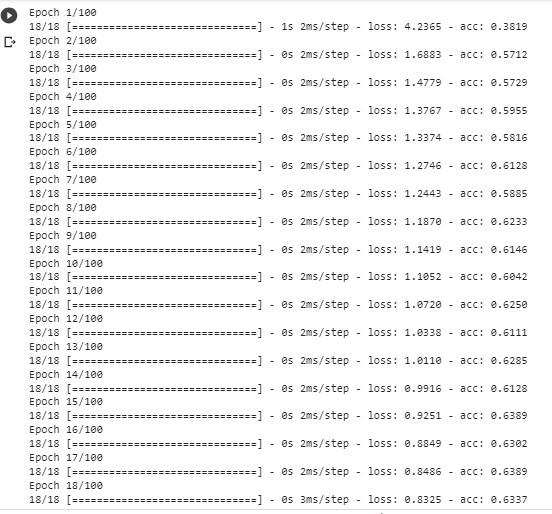 Epoch 1/100
18/18 [==============================] - 1s 2ms/step - loss: 4.2365 - acc: 0.3819
Epoch 2/100
18/18 [==============================] - 0s 2ms/step - loss: 1.6883 - acc: 0.5712
Epoch 3/100
18/18 [==============================] - 0s 2ms/step - loss: 1.4779 - acc: 0.5729
Epoch 4/100
18/18 [==============================] - 0s 2ms/step - loss: 1.3767 - acc: 0.5955
Epoch 5/100
18/18 [==============================] - 0s 2ms/step - loss: 1.3374 - acc: 0.5816
Epoch 6/100
18/18 [==============================] - 0s 2ms/step - loss: 1.2746 - acc: 0.6128
Epoch 7/100
18/18 [==============================] - 0s 2ms/step - loss: 1.2443 - acc: 0.5885
Epoch 8/100
18/18 [==============================] - 0s 2ms/step - loss: 1.1870 - acc: 0.6233
Epoch 9/100
18/18 [==============================] - 0s 2ms/step - loss: 1.1419 - acc: 0.6146
Epoch 10/100
18/18 [==============================] - 0s 2ms/step - loss: 1.1052 - acc: 0.6042
Epoch 11/100
18/18 [==============================] - 0s 2ms/step - loss: 1.0720 - acc: 0.6250
Epoch 12/100
18/18 [==============================] - 0s 2ms/step - loss: 1.0338 - acc: 0.6111
Epoch 13/100
18/18 [==============================] - 0s 2ms/step - loss: 1.0110 - acc: 0.6285
Epoch 14/100
18/18 [==============================] - 0s 2ms/step - loss: 0.9916 - acc: 0.6128
Epoch 15/100
18/18 [==============================] - 0s 2ms/step - loss: 0.9251 - acc: 0.6389
Epoch 16/100
18/18 [==============================] - 0s 2ms/step - loss: 0.8849 - acc: 0.6302
Epoch 17/100
18/18 [==============================] - 0s 2ms/step - loss: 0.8486 - acc: 0.6389
Epoch 18/100
18/18 [==============================] - 0s 3ms/step - loss: 0.8325 - acc: 0.6337